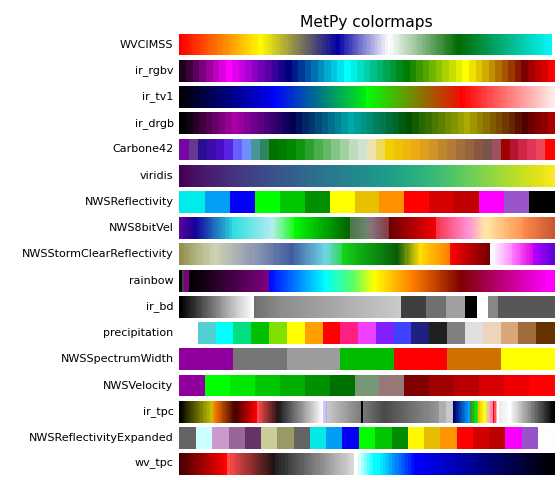 MetPy colormaps
WVCIMSS
ir_rgbv
ir_tv1
ir_drgb
Carbone42
viridis
NWSReflectivity
NWS8bitVel
NWSStormClearReflectivity
rainbow
ir_bd
precipitation
NWSSpectrumWidth
NWSVelocity
ir_tpc
NWSReflectivityExpanded
wv_tpc